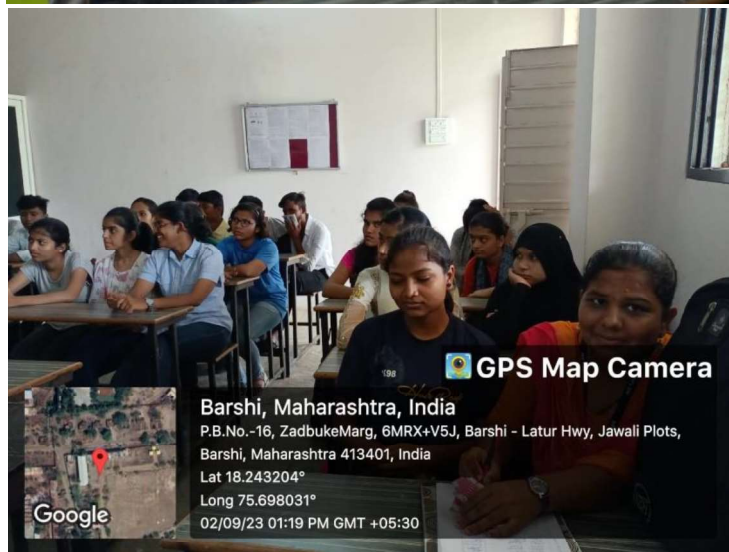 GPS Map Camera
Barshi, Maharashtra, India
P.B.No.-16, ZadbukeMarg, 6MRX+V5J, Barshi - Latur Hwy, Jawali Plots,
Barshi, Maharashtra 413401, India
Lat 18.243204°
Long 75.698031°
02/09/23 01:19 PM GMT +05:30
Google